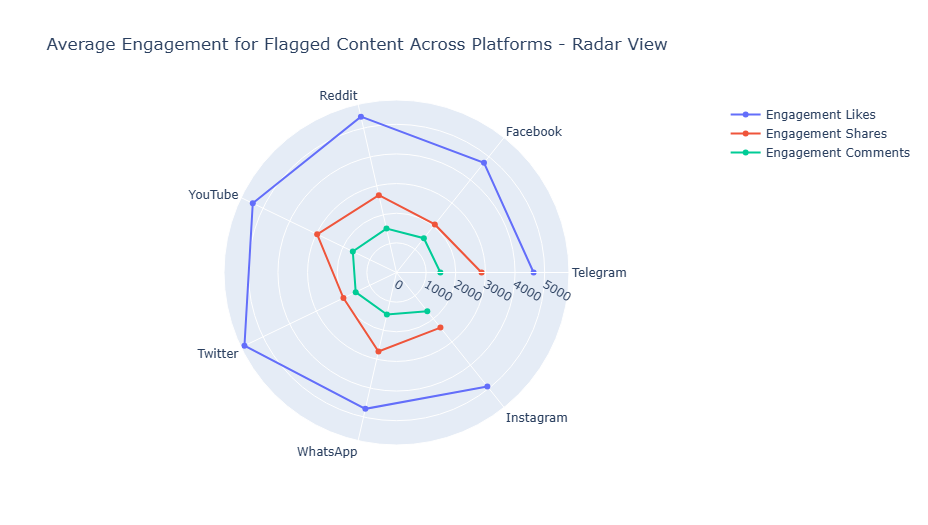 Average Engagement for Flagged Content Across Platforms - Radar View
Engagement Likes
Engagement Shares
Engagement Comments
Reddit
Facebook
YouTube
Telegram
0
1000
2000
3000
4000
5000
Twitter
Instagram
WhatsApp